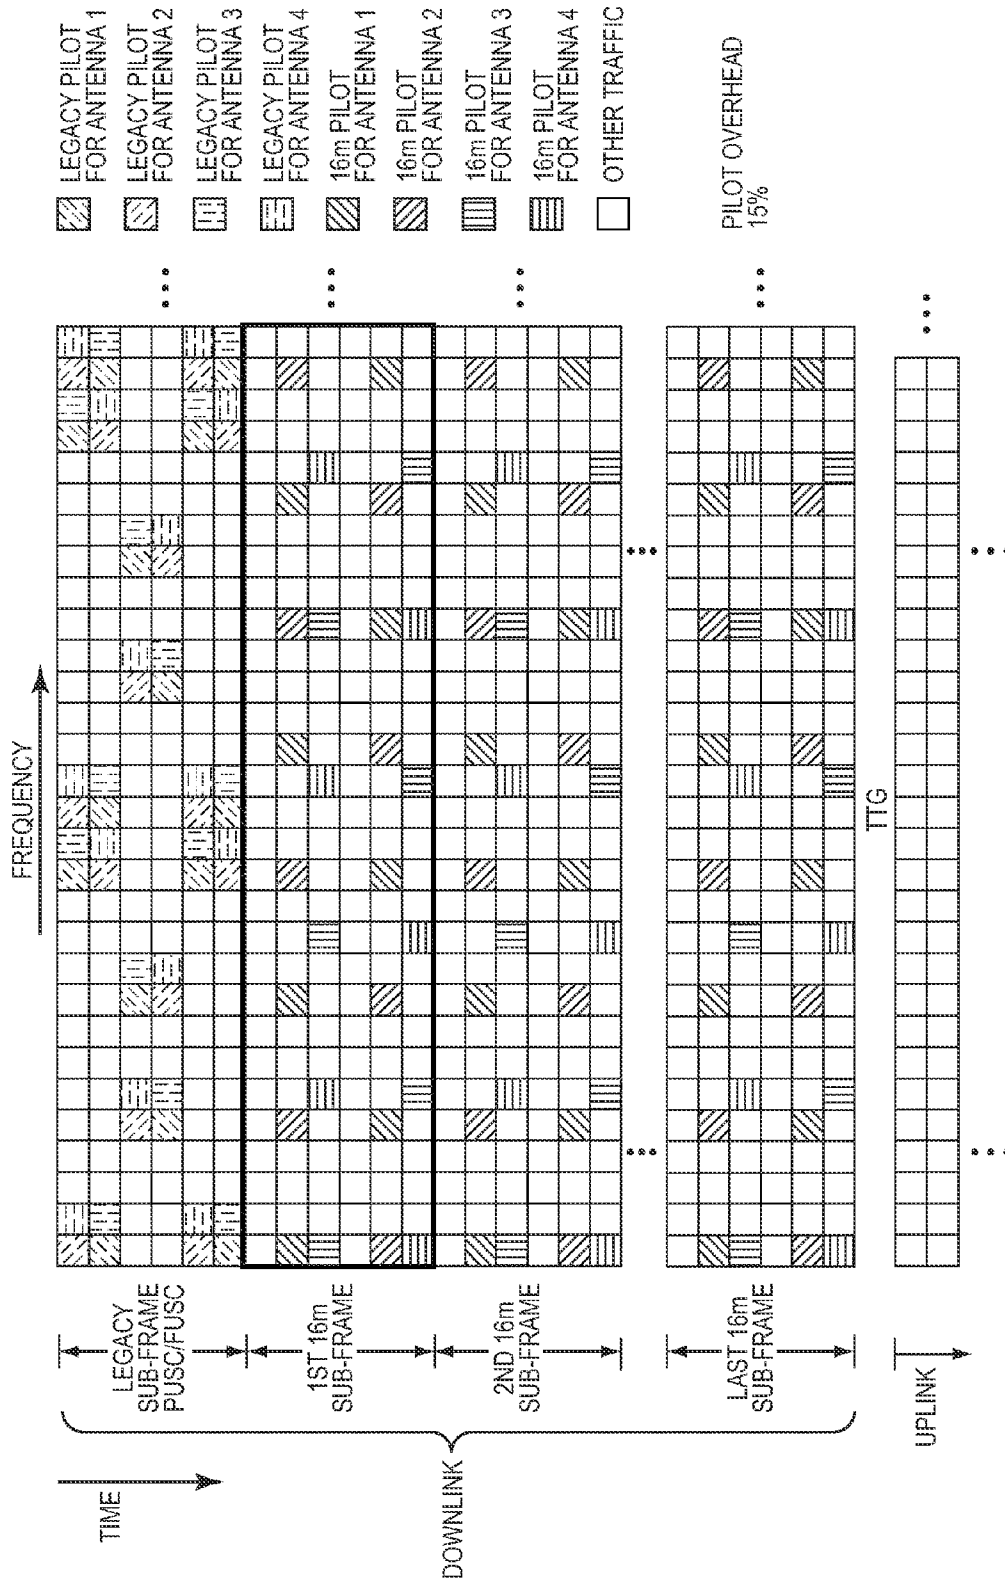 FREQUENCY
TIME
DOWNLINK
LEGACY
SUB-FRAME
PUSC/FUSC
1ST 16m
SUB-FRAME
2ND 16m
SUB-FRAME
LAST 16m
SUB-FRAME
TTG
UPLINK
LEGACY PILOT
FOR ANTENNA 1
LEGACY PILOT
FOR ANTENNA 2
LEGACY PILOT
FOR ANTENNA 3
LEGACY PILOT
FOR ANTENNA 4
16m PILOT
FOR ANTENNA 1
16m PILOT
FOR ANTENNA 2
16m PILOT
FOR ANTENNA 3
16m PILOT
FOR ANTENNA 4
OTHER TRAFFIC
PILOT OVERHEAD
15%